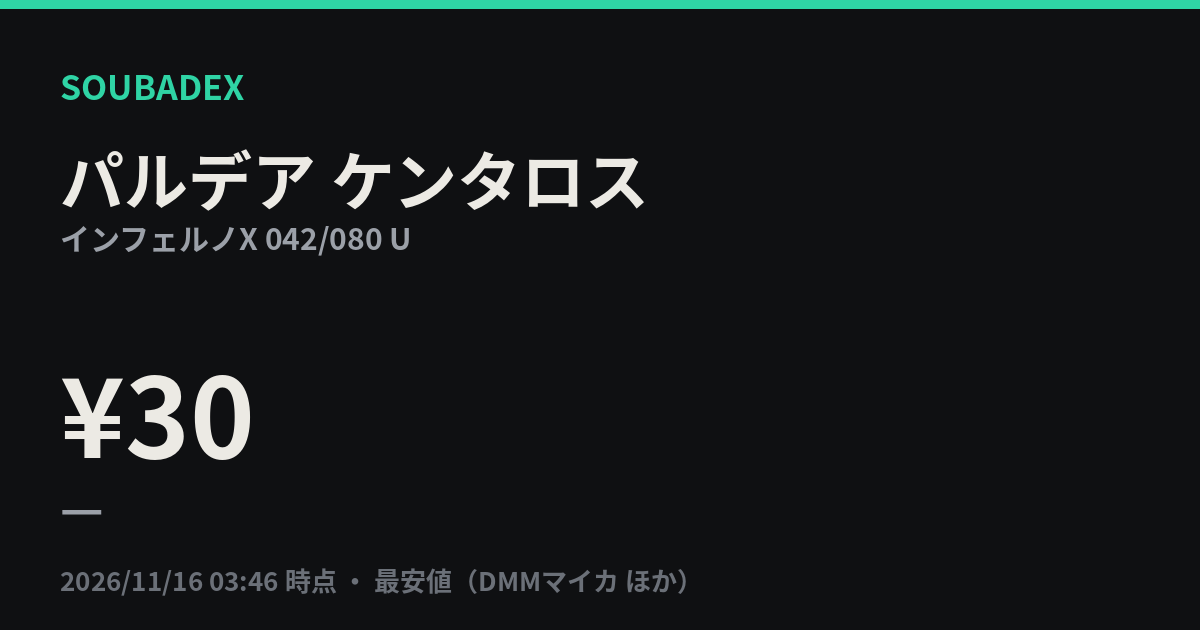 SOUBADEX
パルデア ケンタロス
インフェルノX 042/080 U
¥30
—
2026/11/16 03:46 時点 ・ 最安値（DMMマイカ ほか）